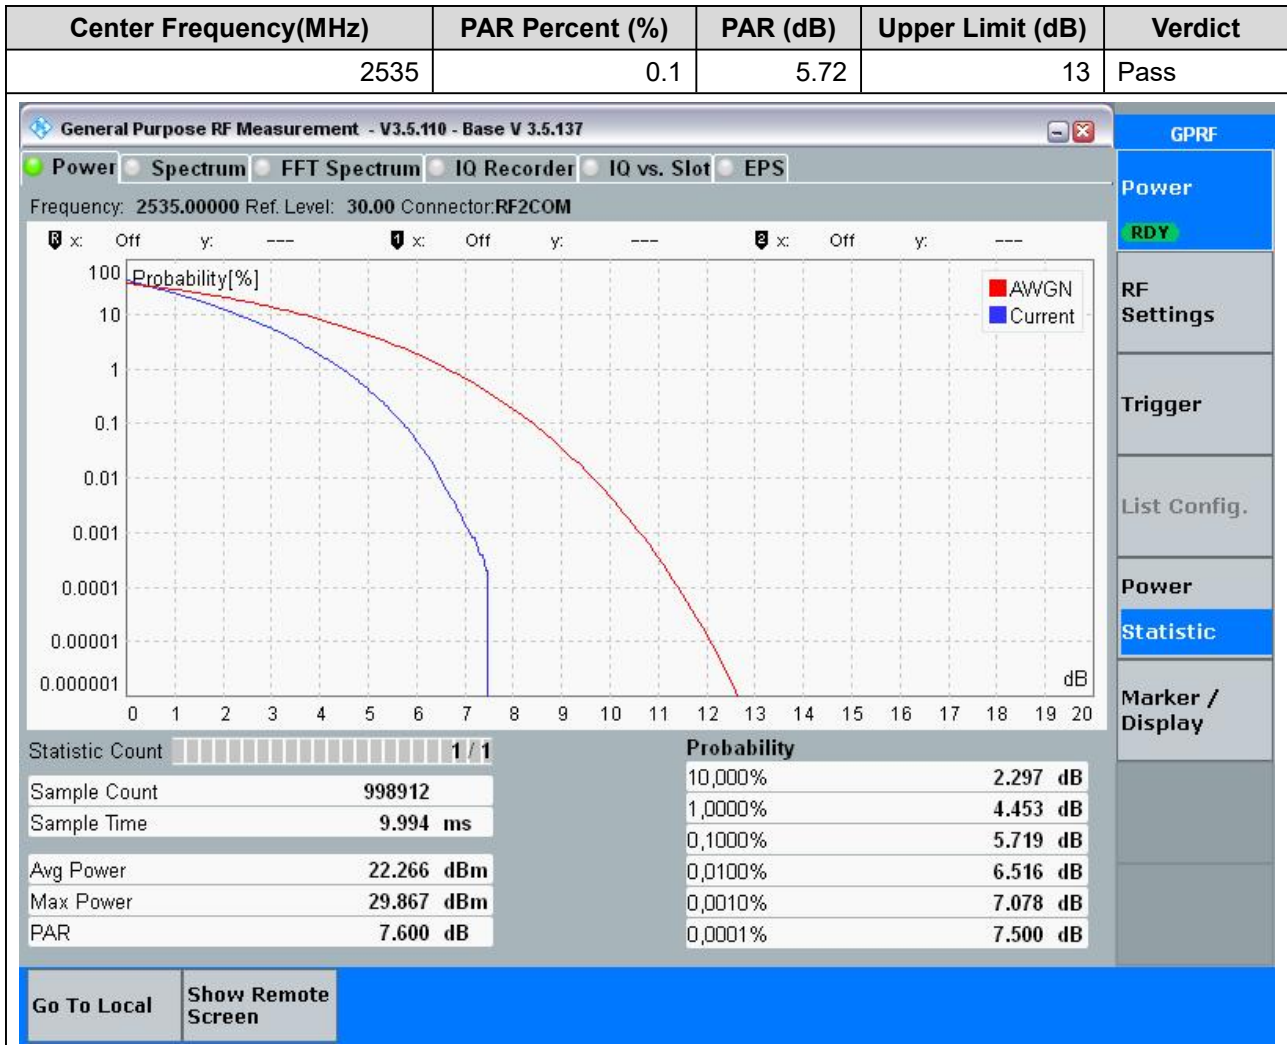 Center Frequency(MHz) PAR Percent (%) PAR (dB) Upper Limit (dB) Verdict
2535 0.1 5.72 13 Pass
General Purpose RF Measurement - V3.5.110 - Base V 3.5.137
GPRF
Power Spectrum FFT Spectrum IQ Recorder IQ vs. Slot EPS
Power
RDY
Frequency: 2535.00000 Ref. Level: 30.00 Connector:RF2COM
R x: Off y: --- 1 x: Off y: --- 2 x: Off y: ---
Probability[%]
AWGN
Current
100
10
1
0.1
0.01
0.001
0.0001
0.00001
0.000001
dB
0 1 2 3 4 5 6 7 8 9 10 11 12 13 14 15 16 17 18 19 20
RF
Settings
Trigger
List Config.
Power
Statistic
Marker /
Display
Statistic Count 1 / 1
Sample Count 998912
Sample Time 9.994 ms
Avg Power 22.266 dBm
Max Power 29.867 dBm
PAR 7.600 dB
Probability
10,000% 2.297 dB
1,0000% 4.453 dB
0,1000% 5.719 dB
0,0100% 6.516 dB
0,0010% 7.078 dB
0,0001% 7.500 dB
Go To Local
Show Remote
Screen